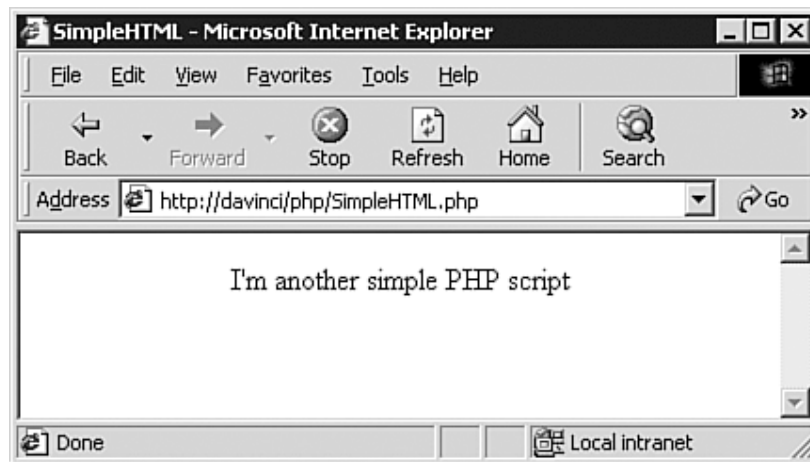 SimpleHTML - Microsoft Internet Explorer
File Edit View Favorites Tools Help
Back Forward Stop Refresh Home Search »
Address http://davinci/php/SimpleHTML.php Go
I'm another simple PHP script
Done Local intranet